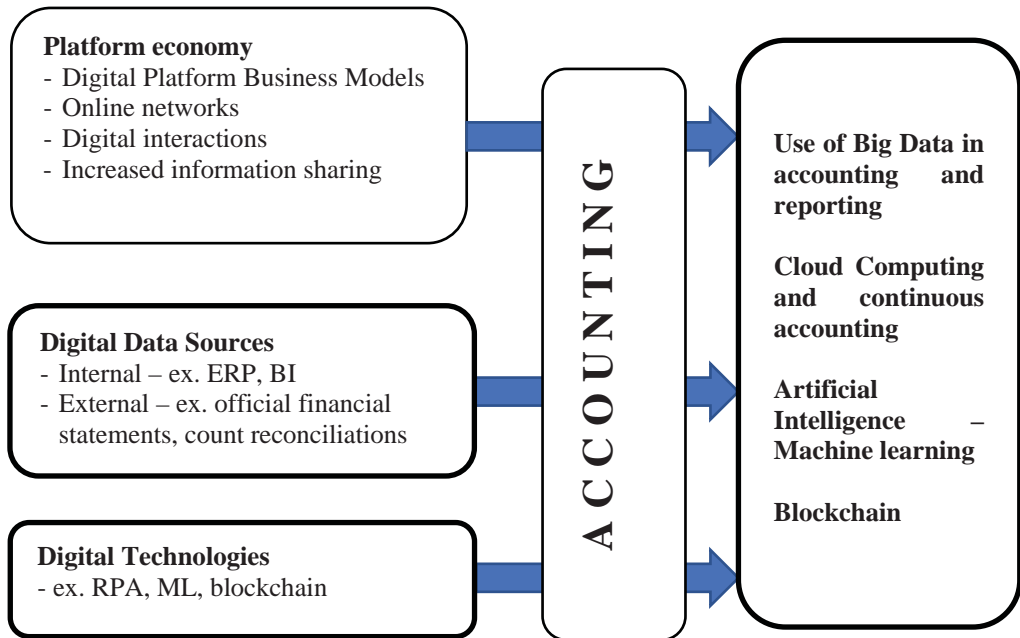 Platform economy
- Digital Platform Business Models
- Online networks
- Digital interactions
- Increased information sharing
Digital Data Sources
- Internal – ex. ERP, BI
- External – ex. official financial
statements, count reconciliations
Digital Technologies
- ex. RPA, ML, blockchain
ACCOUNTING
Use of Big Data in
accounting and
reporting
Cloud Computing
and continuous
accounting
Artificial
Intelligence –
Machine learning
Blockchain